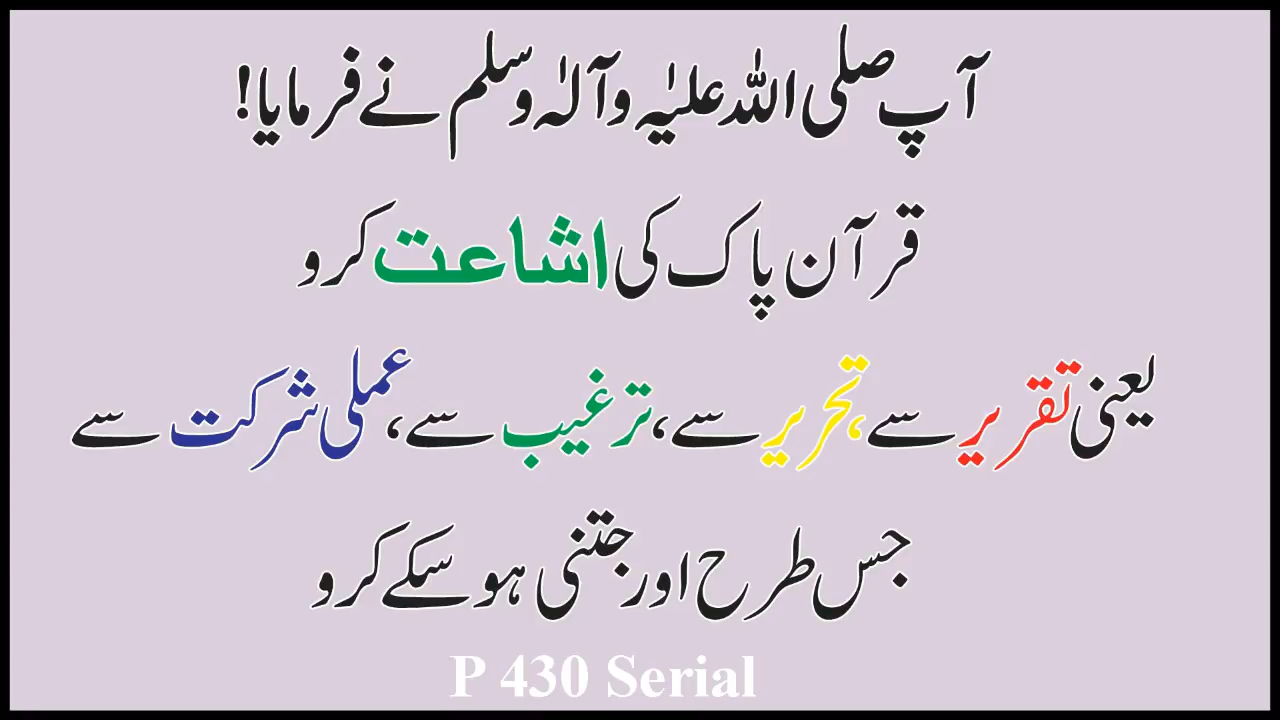 آپ صلی اللہ علیہ وآلہٰ وسلم نے فرمایا!
قرآن پاک کی اشاعت کرو
یعنی تقریر سے، تحریر سے، ترغیب سے، عملی شرکت سے
جس طرح اور جتنی ہو سکے کرو
P 430 Serial